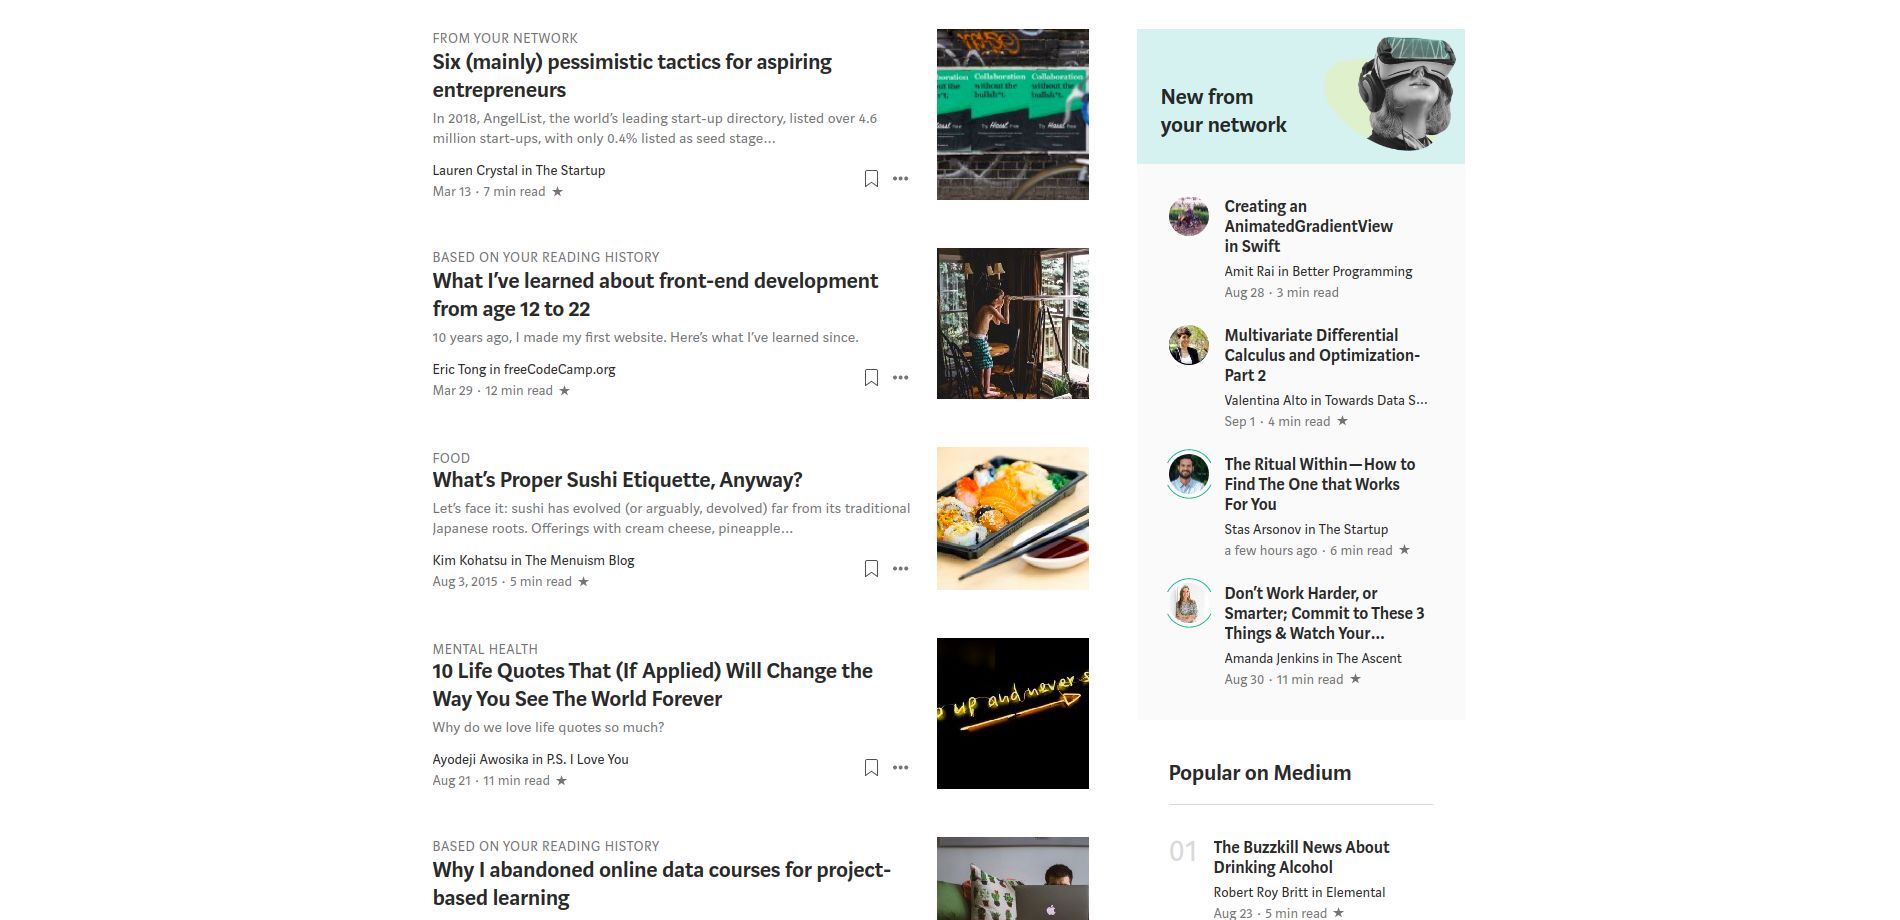 FROM YOUR NETWORK
Six (mainly) pessimistic tactics for aspiring
entrepreneurs
In 2018, AngelList, the world's leading start-up directory, listed over 4.6
million start-ups, with only 0.4% listed as seed stage...
Lauren Crystal in The Startup
Mar 13 · 7 min read ★
Collaboration Collaboration
without the without the
bullsh*t. bullsh*t.
BASED ON YOUR READING HISTORY
What I've learned about front-end development
from age 12 to 22
10 years ago, I made my first website. Here's what I've learned since.
Eric Tong in freeCodeCamp.org
Mar 29 · 12 min read ★
FOOD
What's Proper Sushi Etiquette, Anyway?
Let's face it: sushi has evolved (or arguably, devolved) far from its traditional
Japanese roots. Offerings with cream cheese, pineapple...
Kim Kohatsu in The Menuism Blog
Aug 3, 2015 · 5 min read ★
MENTAL HEALTH
10 Life Quotes That (If Applied) Will Change the
Way You See The World Forever
Why do we love life quotes so much?
Ayodeji Awosika in P.S. I Love You
Aug 21 · 11 min read ★
up and never s
BASED ON YOUR READING HISTORY
Why I abandoned online data courses for project-
based learning
New from
your network
Creating an
AnimatedGradientView
in Swift
Amit Rai in Better Programming
Aug 28 · 3 min read
Multivariate Differential
Calculus and Optimization-
Part 2
Valentina Alto in Towards Data S...
Sep 1 · 4 min read ★
The Ritual Within — How to
Find The One that Works
For You
Stas Arsonov in The Startup
a few hours ago · 6 min read ★
Don't Work Harder, or
Smarter; Commit to These 3
Things & Watch Your...
Amanda Jenkins in The Ascent
Aug 30 · 11 min read ★
Popular on Medium
01
The Buzzkill News About
Drinking Alcohol
Robert Roy Britt in Elemental
Aug 23 · 5 min read ★